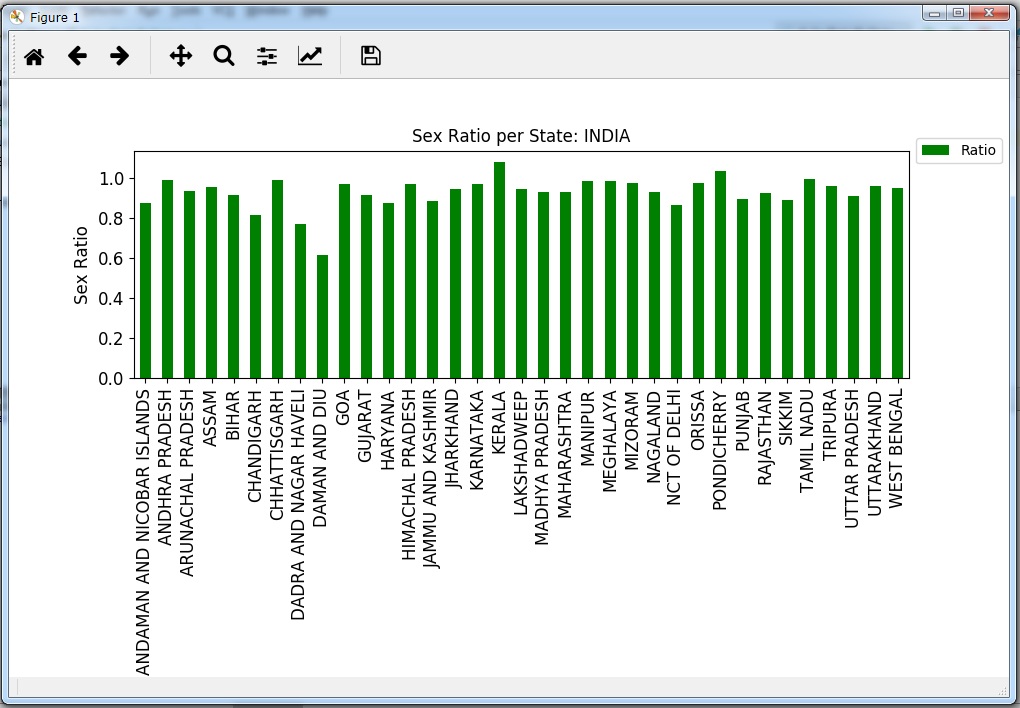 Figure 1
Sex Ratio per State: INDIA
Ratio
Sex Ratio
1.0
0.8
0.6
0.4
0.2
0.0
ANDAMAN AND NICOBAR ISLANDS
ANDHRA PRADESH
ARUNACHAL PRADESH
ASSAM
BIHAR
CHANDIGARH
CHHATTISGARH
DADRA AND NAGAR HAVELI
DAMAN AND DIU
GOA
GUJARAT
HARYANA
HIMACHAL PRADESH
JAMMU AND KASHMIR
JHARKHAND
KARNATAKA
KERALA
LAKSHADWEEP
MADHYA PRADESH
MAHARASHTRA
MANIPUR
MEGHALAYA
MIZORAM
NAGALAND
NCT OF DELHI
ORISSA
PONDICHERRY
PUNJAB
RAJASTHAN
SIKKIM
TAMIL NADU
TRIPURA
UTTAR PRADESH
UTTARAKHAND
WEST BENGAL